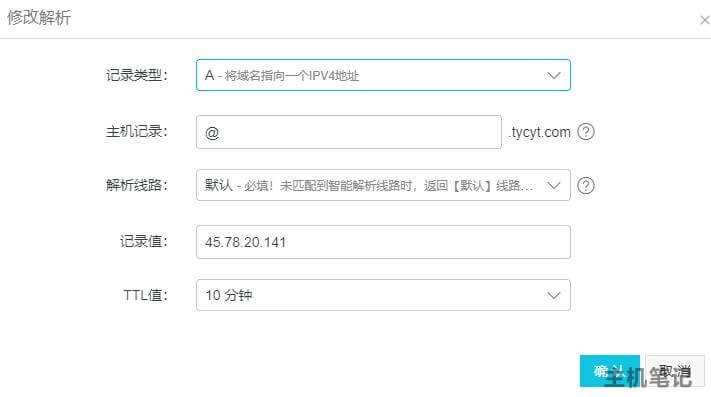 修改解析 ×
记录类型: A - 将域名指向一个IPV4地址
主机记录: @ .tycyt.com ?
解析线路: 默认 - 必填！未匹配到智能解析线路时，返回【默认】线路... ?
记录值: 45.78.20.141
TTL值: 10 分钟
确认 取消
主机笔记